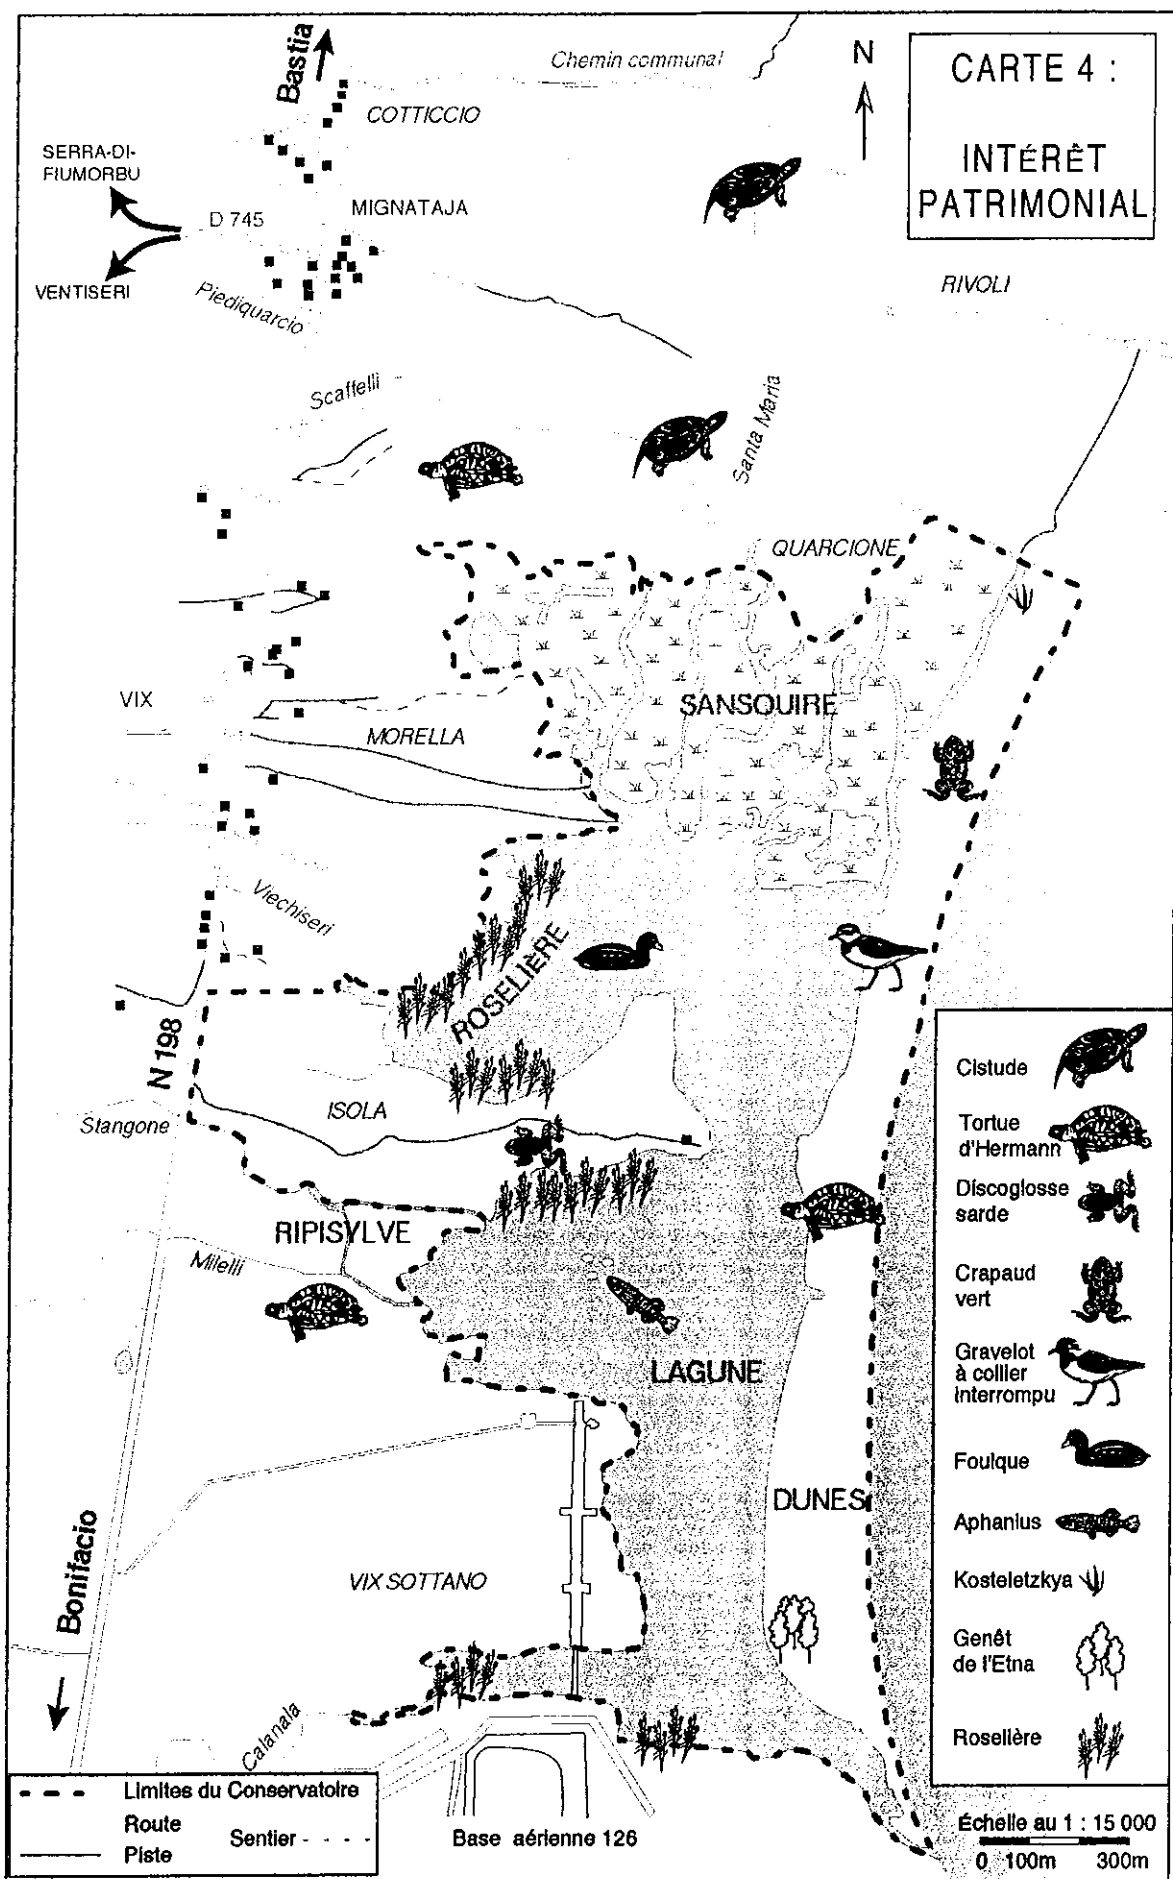 CARTE 4 :
INTÉRÊT
PATRIMONIAL
N
Bastia
Chemin communal
COTTICCIO
SERRA-DI-
FIUMORBU
D 745
MIGNATAJA
VENTISERI
Piediquarcio
RIVOLI
Scaffelli
Santa Maria
QUARCIONE
SANSOUIRE
VIX
MORELLA
Viechiseri
ROSELIÈRE
N 198
ISOLA
Stangone
RIPISYLVE
Milelli
LAGUNE
DUNES
Bonifacio
VIX SOTTANO
Calanala
Base aérienne 126
Cistude
Tortue
d'Hermann
Discoglosse
sarde
Crapaud
vert
Gravelot
à collier
interrompu
Foulque
Aphanius
Kosteletzkya
Genêt
de l'Etna
Roselière
Limites du Conservatoire
Route
Sentier
Piste
Échelle au 1 : 15 000
0 100m 300m